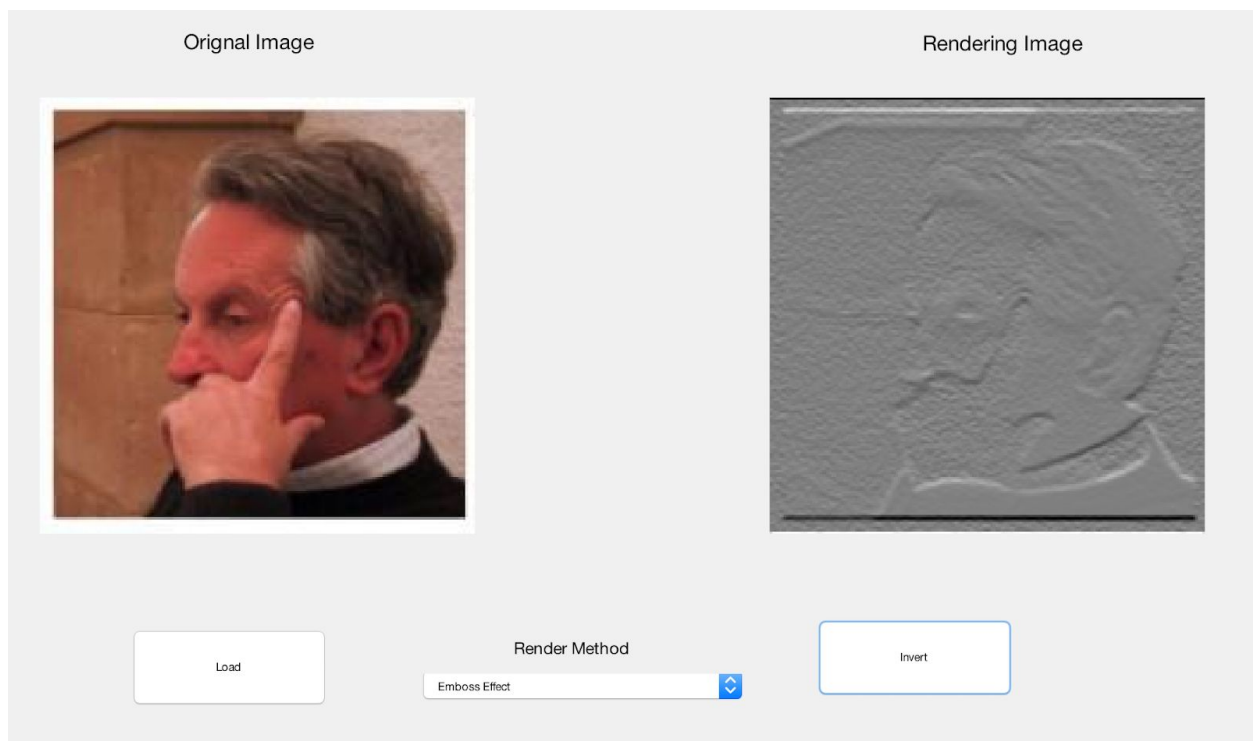 Orignal Image
Rendering Image
Load
Render Method
Emboss Effect
Invert